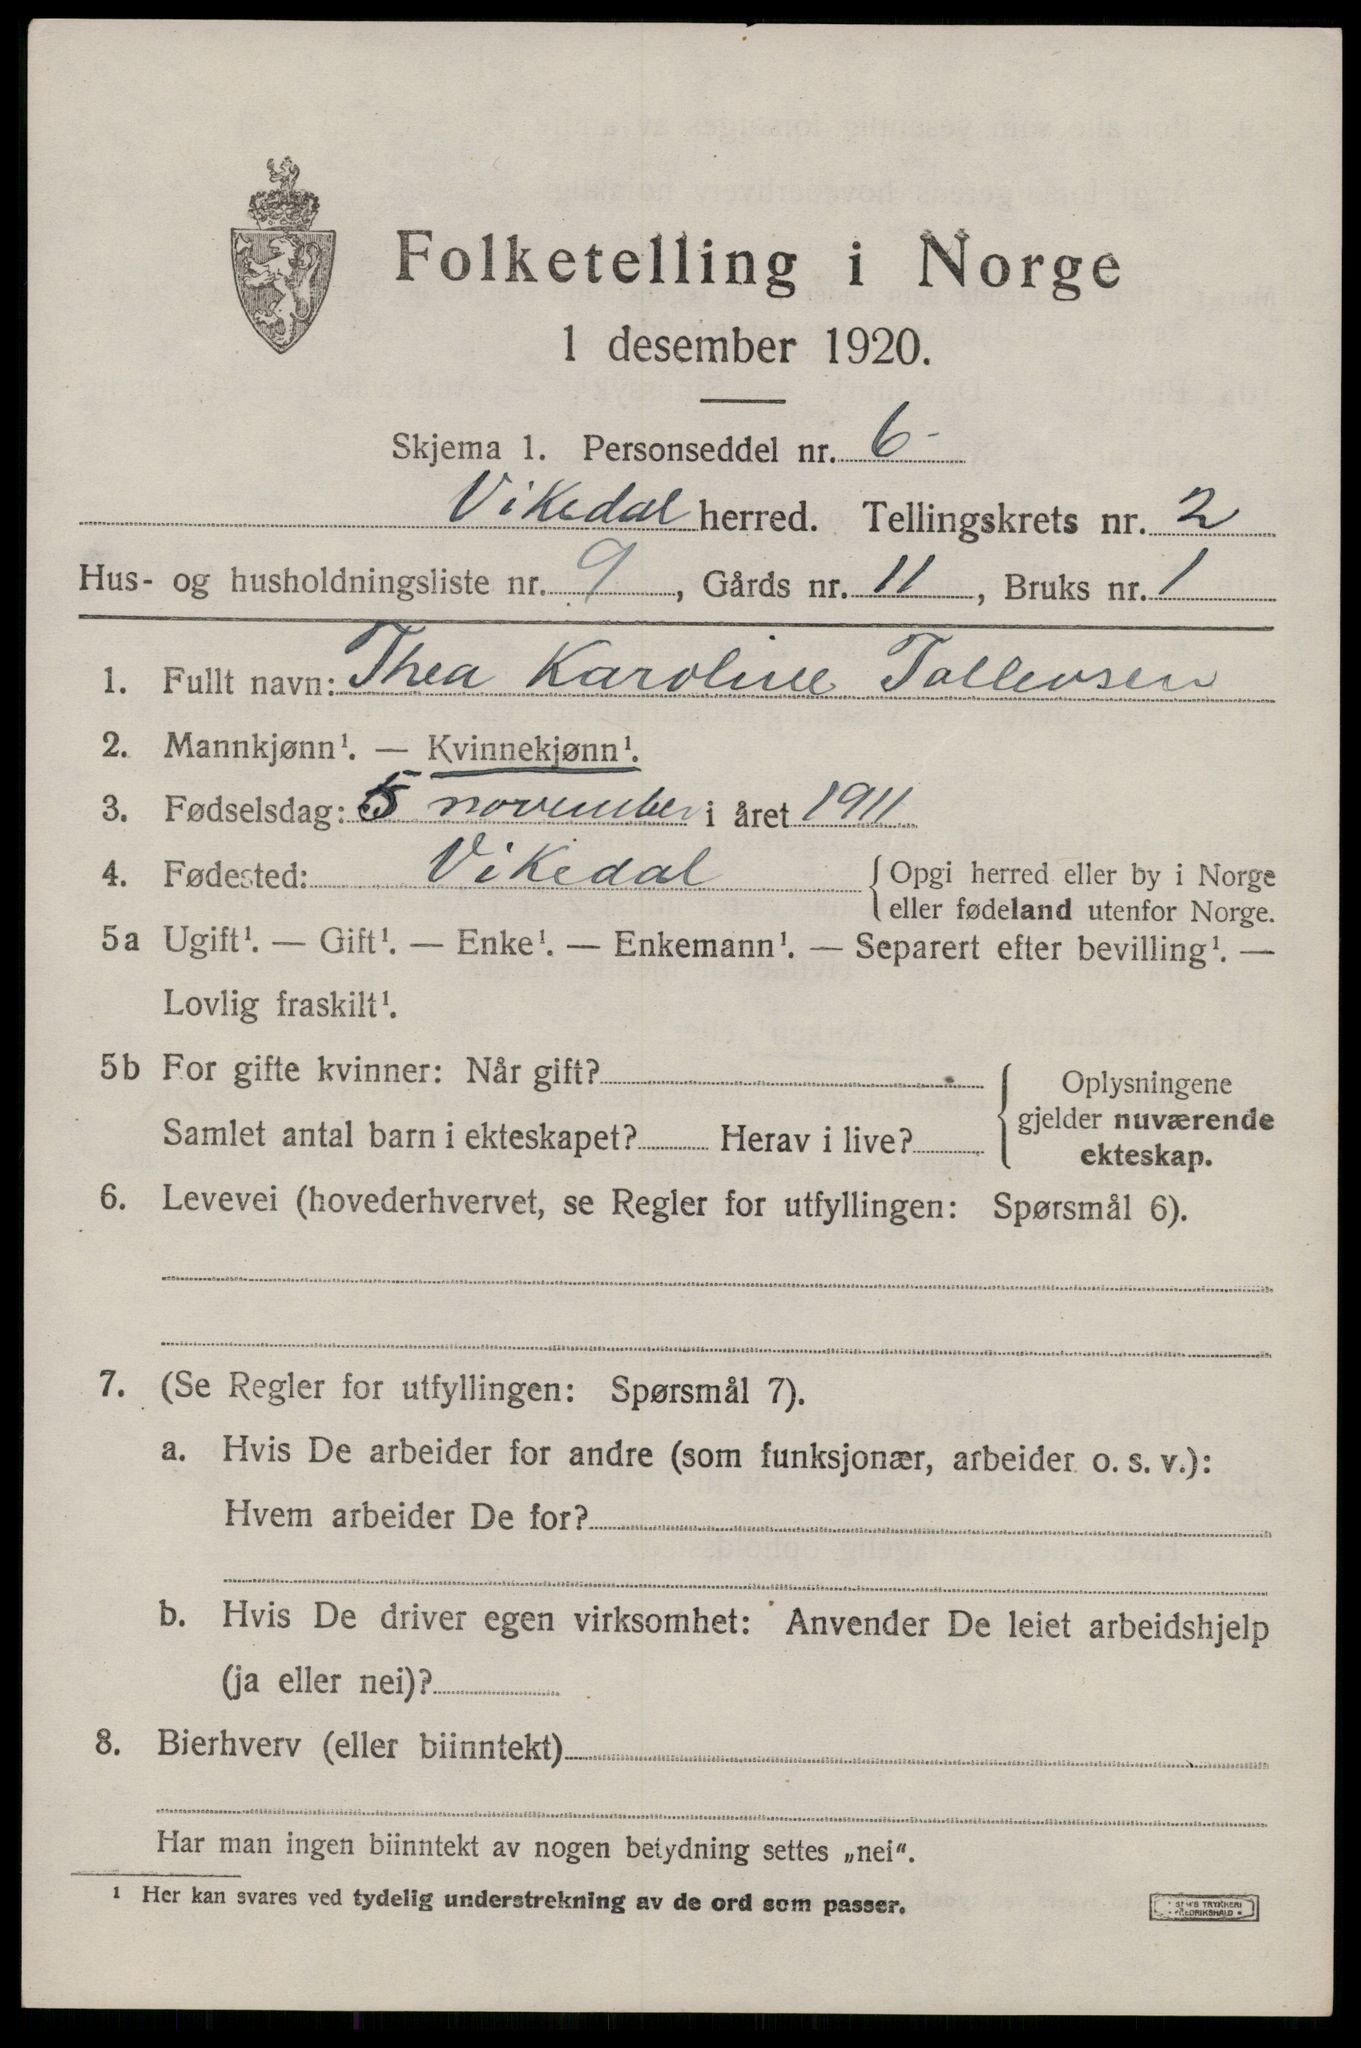 Folketelling i Norge
1 desember 1920.
Skjema 1. Personseddel nr. 6
Vikedal herred. Tellingskrets nr. 2
Hus- og husholdningsliste nr. 9, Gårds nr. 11, Bruks nr. 1
1. Fullt navn: Thea Karoline Tollevsen
2. Mannkjønn¹. — Kvinnekjønn¹.
3. Fødselsdag: 5 november i året 1911
4. Fødested: Vikedal { Opgi herred eller by i Norge
eller fødeland utenfor Norge.
5a Ugift¹. — Gift¹. — Enke¹. — Enkemann¹. — Separert efter bevilling¹. —
Lovlig fraskilt¹.
5b For gifte kvinner: Når gift?
Samlet antal barn i ekteskapet? Herav i live?
Oplysningene
gjelder nuværende
ekteskap.
6. Levevei (hovederhvervet, se Regler for utfyllingen: Spørsmål 6).
7. (Se Regler for utfyllingen: Spørsmål 7).
a. Hvis De arbeider for andre (som funksjonær, arbeider o. s. v.):
Hvem arbeider De for?
b. Hvis De driver egen virksomhet: Anvender De leiet arbeidshjelp
(ja eller nei)?
8. Bierhverv (eller biinntekt)
Har man ingen biinntekt av nogen betydning settes „nei“.
¹ Her kan svares ved tydelig understrekning av de ord som passer.
TRYKKERI